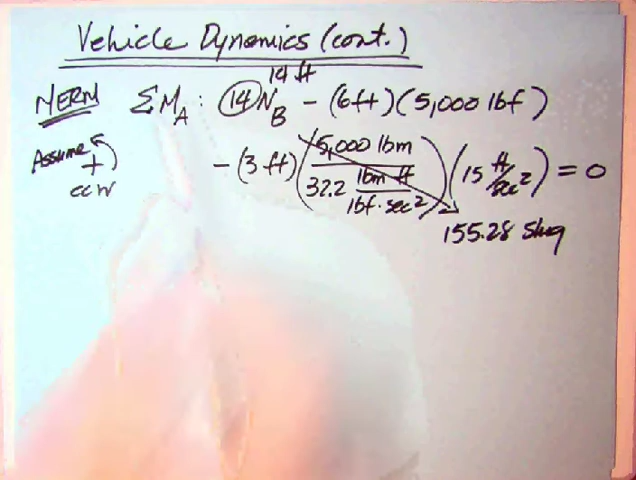 Vehicle Dynamics (cont.)
14 ft
NERM ΣM_A : 14 N_B - (6 ft)(5,000 lbf)
Assume + ccw
- (3 ft) (5,000 lbm / 32.2 lbm ft / lbf · sec²) (15 ft/sec²) = 0
155.28 Slug